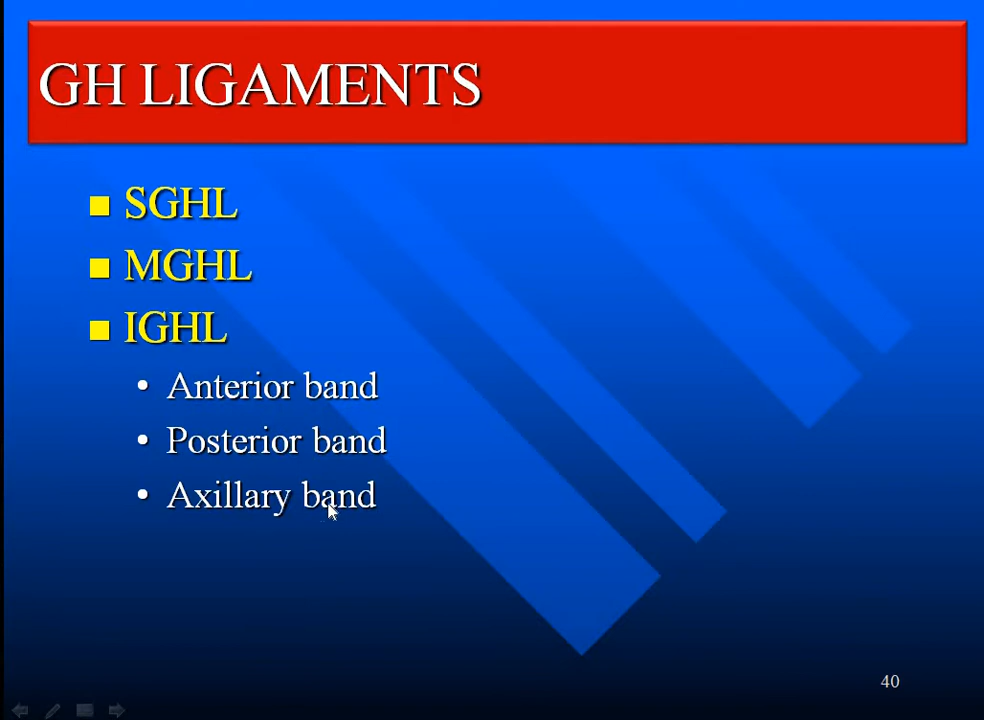 GH LIGAMENTS
SGHL
MGHL
IGHL
Anterior band
Posterior band
Axillary band
40